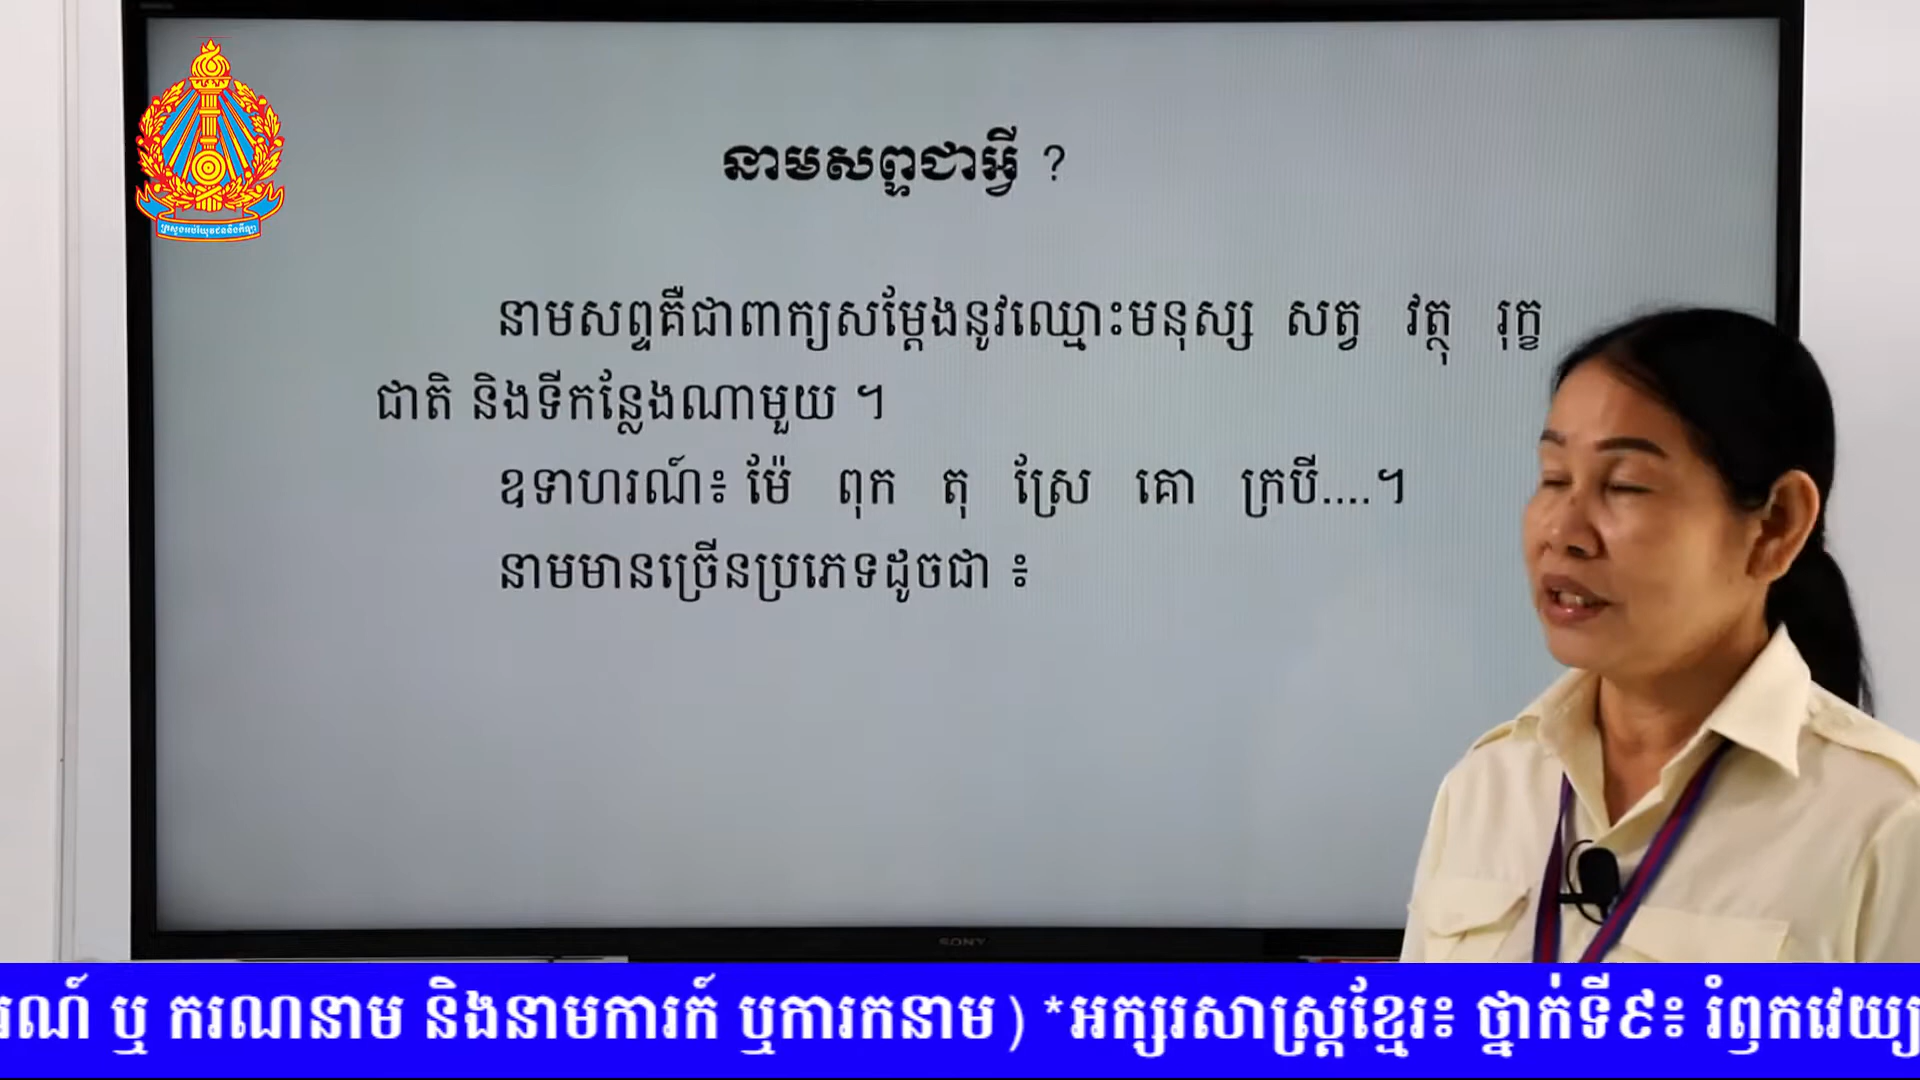 នាមសព្ទជាអ្វី ?
នាមសព្ទគឺជាពាក្យសម្ដែងនូវឈ្មោះមនុស្ស សត្វ វត្ថុ រុក្ខ
ជាតិ និងទីកន្លែងណាមួយ ។
ឧទាហរណ៍៖ ម៉ែ ពុក តុ ស្រែ គោ ក្របី....។
នាមមានច្រើនប្រភេទដូចជា ៖
SONY
រណ៍ ឬ ករណនាម និងនាមការក៍ ឬការកនាម) *អក្សរសាស្ត្រខ្មែរ៖ ថ្នាក់ទី៩៖ រំឭកវេយ្យ